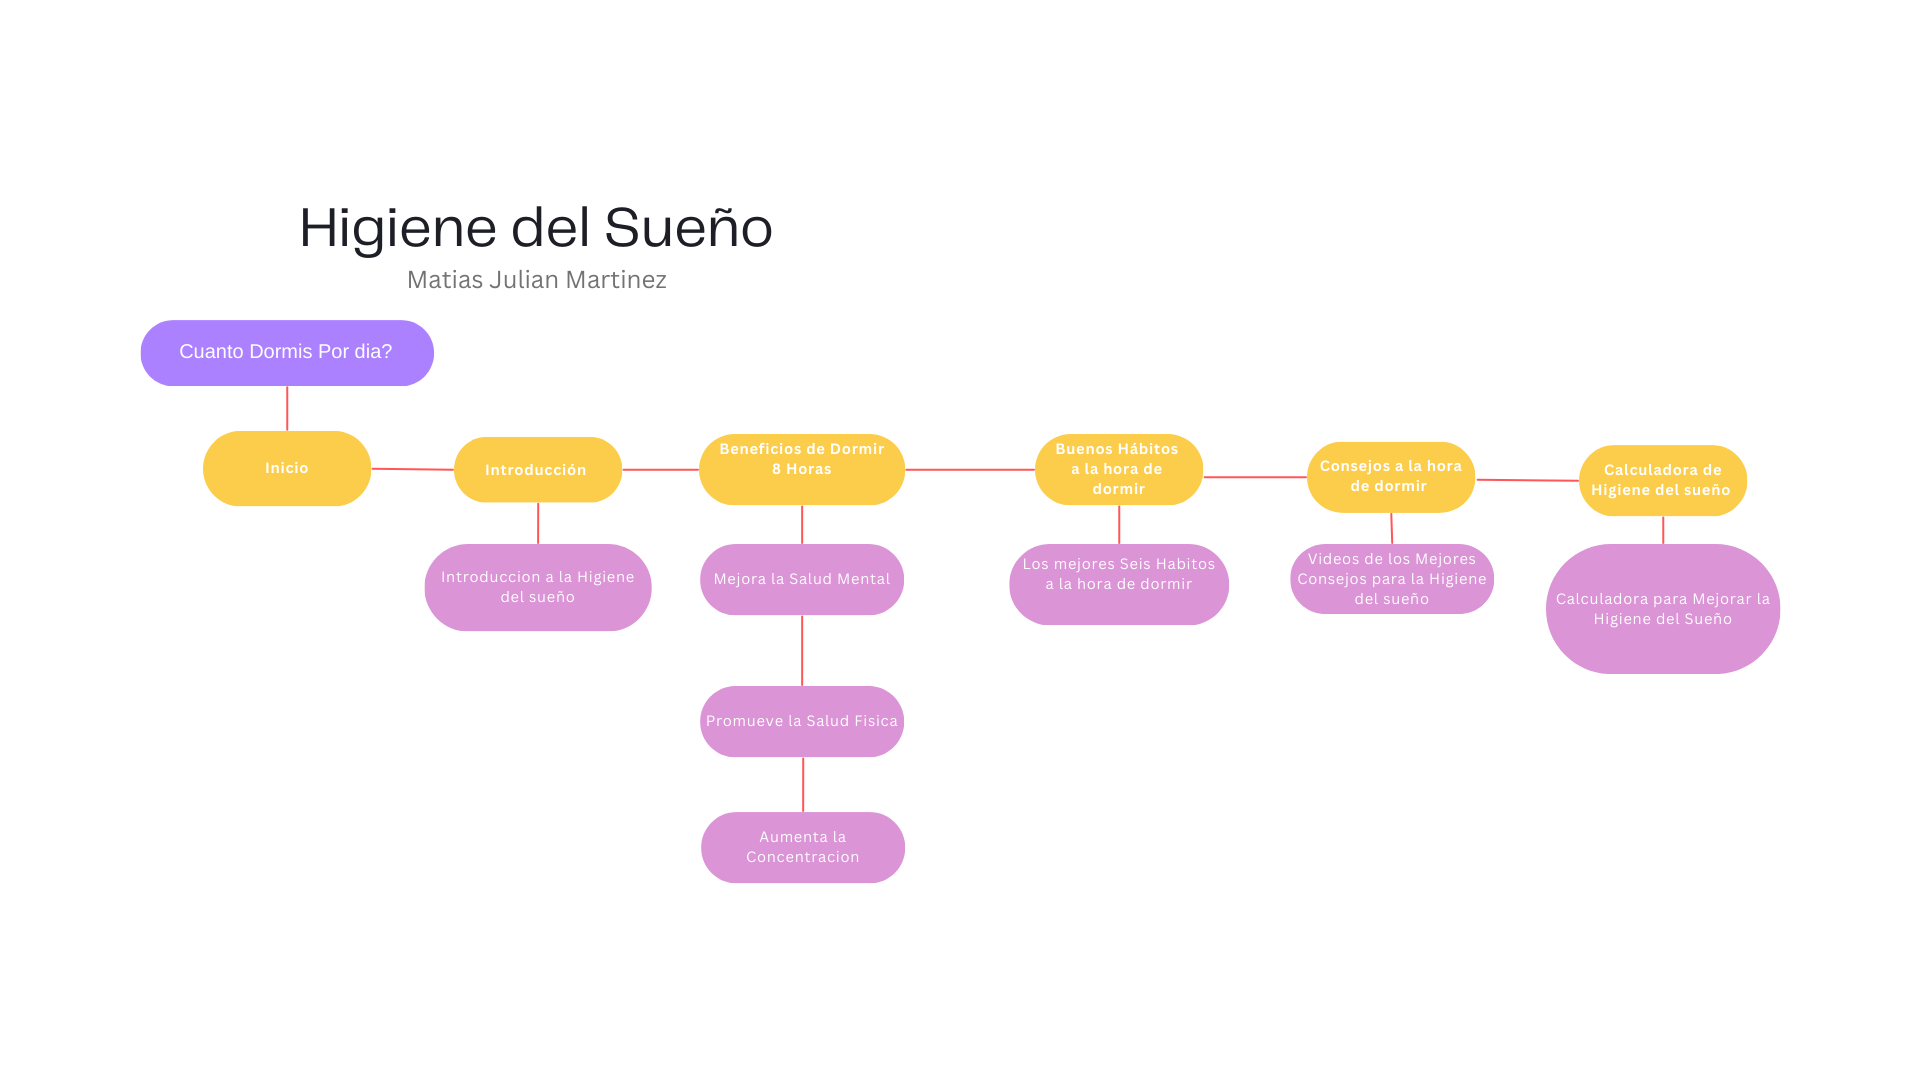 Higiene del Sueño
Matias Julian Martinez
Cuanto Dormis Por dia?
Inicio
Introducción
Beneficios de Dormir
8 Horas
Buenos Hábitos
a la hora de
dormir
Consejos a la hora
de dormir
Calculadora de
Higiene del sueño
Introduccion a la Higiene
del sueño
Mejora la Salud Mental
Promueve la Salud Fisica
Aumenta la
Concentracion
Los mejores Seis Habitos
a la hora de dormir
Videos de los Mejores
Consejos para la Higiene
del sueño
Calculadora para Mejorar la
Higiene del Sueño